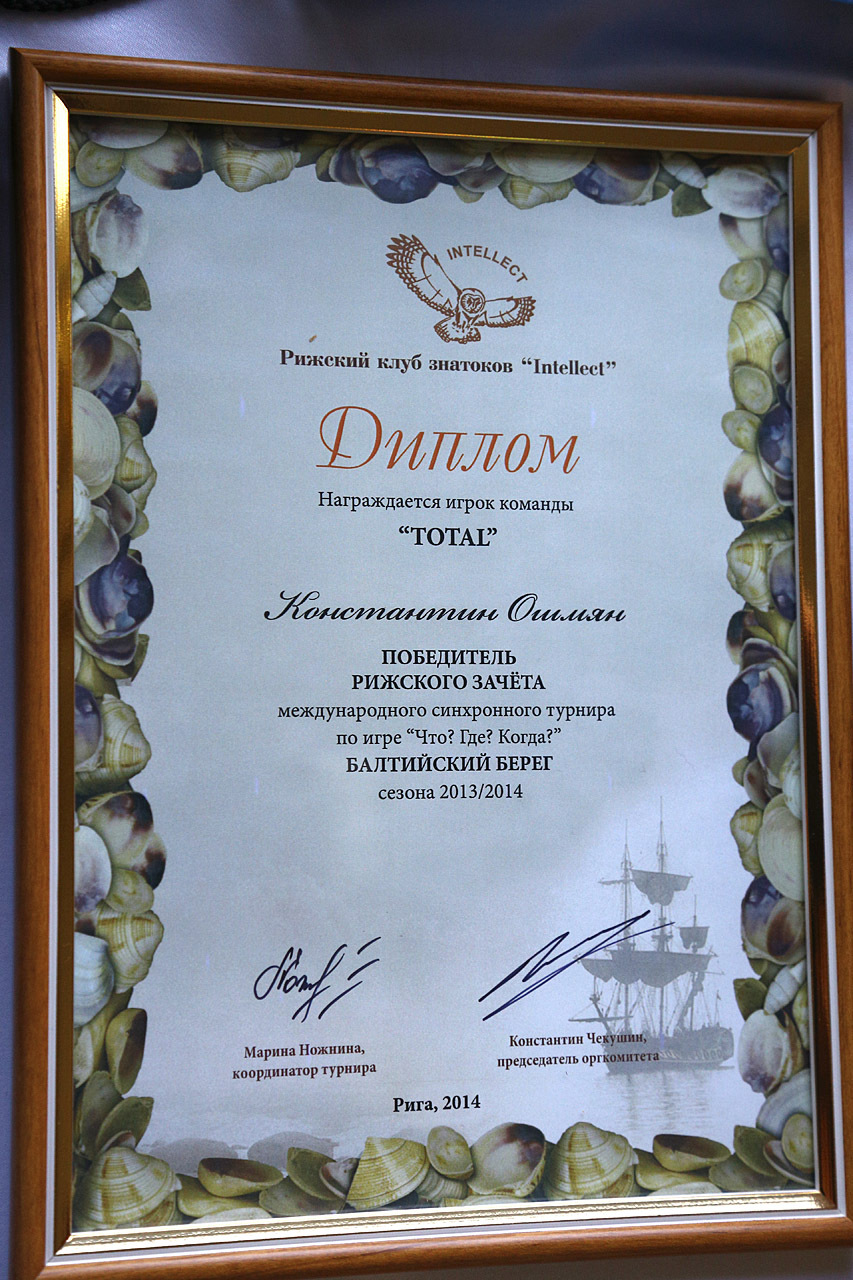 INTELLECT
Рижский клуб знатоков “Intellect”
Диплом
Награждается игрок команды
“TOTAL”
Константин Ошмян
ПОБЕДИТЕЛЬ
РИЖСКОГО ЗАЧЁТА
международного синхронного турнира
по игре “Что? Где? Когда?”
БАЛТИЙСКИЙ БЕРЕГ
сезона 2013/2014
Марина Ножнина,
координатор турнира
Константин Чекушин,
председатель оргкомитета
Рига, 2014